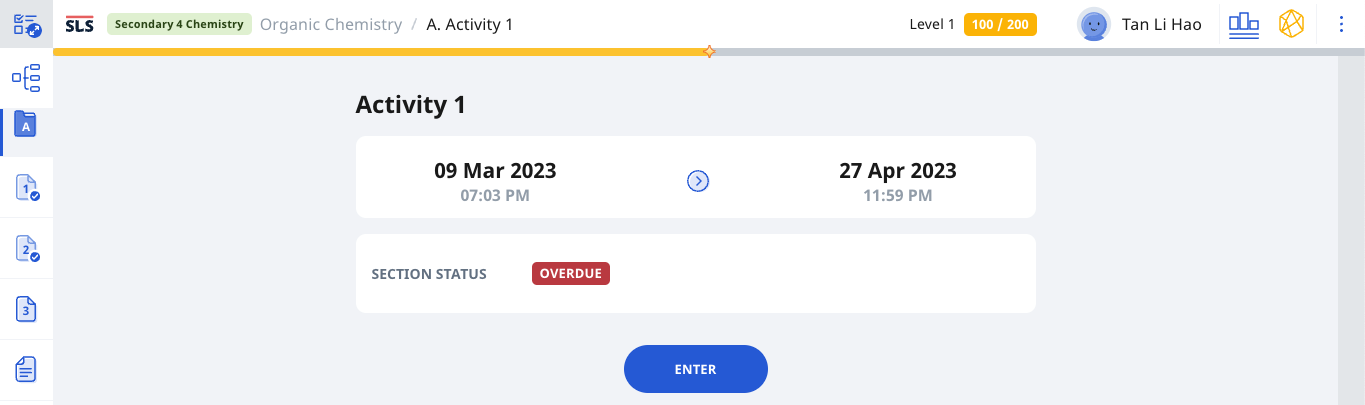 SLS Secondary 4 Chemistry Organic Chemistry / A. Activity 1 Level 1 100 / 200 Tan Li Hao
A
1
2
3
Activity 1
09 Mar 2023
07:03 PM
27 Apr 2023
11:59 PM
SECTION STATUS OVERDUE
ENTER